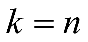 k = n